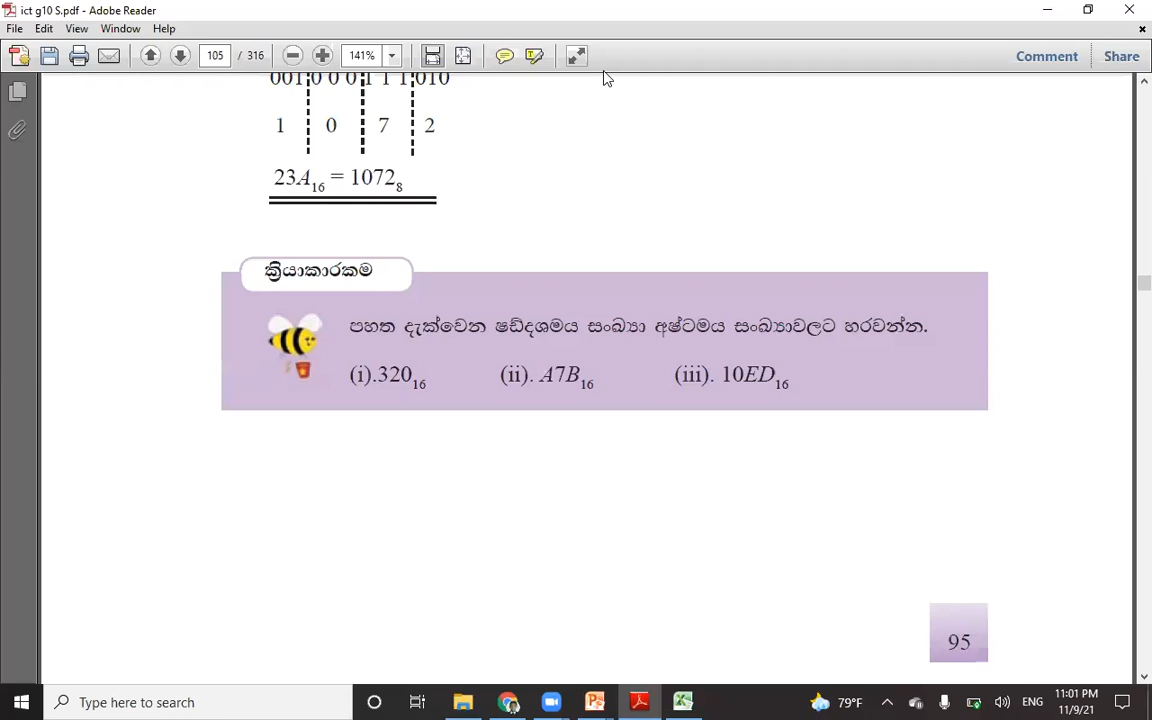 ict g10 S.pdf - Adobe Reader
File Edit View Window Help
105 / 316 141% Comment Share
001 0 0 0 1 1 1 010
1 0 7 2
23A16 = 10728
ක්‍රියාකාරකම
පහත දැක්වෙන ෂඩ්දශමය සංඛ්‍යා අෂ්ටමය සංඛ්‍යාවලට හරවන්න.
(i).32016 (ii). A7B16 (iii). 10ED16
95
Type here to search 79°F ENG 11:01 PM
11/9/21